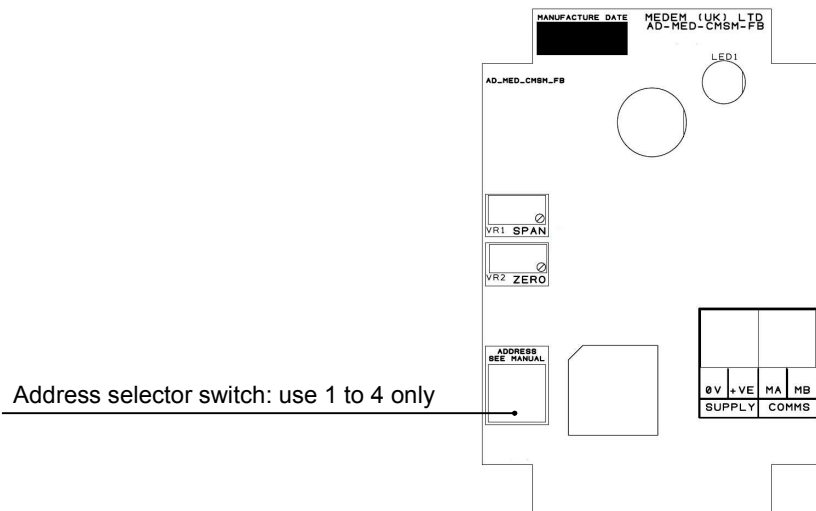 MANUFACTURE DATE
MEDEM (UK) LTD
AD-MED-CMSM-FB
LED1
AD_MED_CMSM_FB
VR1 SPAN
VR2 ZERO
ADDRESS
SEE MANUAL
Address selector switch: use 1 to 4 only
0V +VE MA MB
SUPPLY COMMS